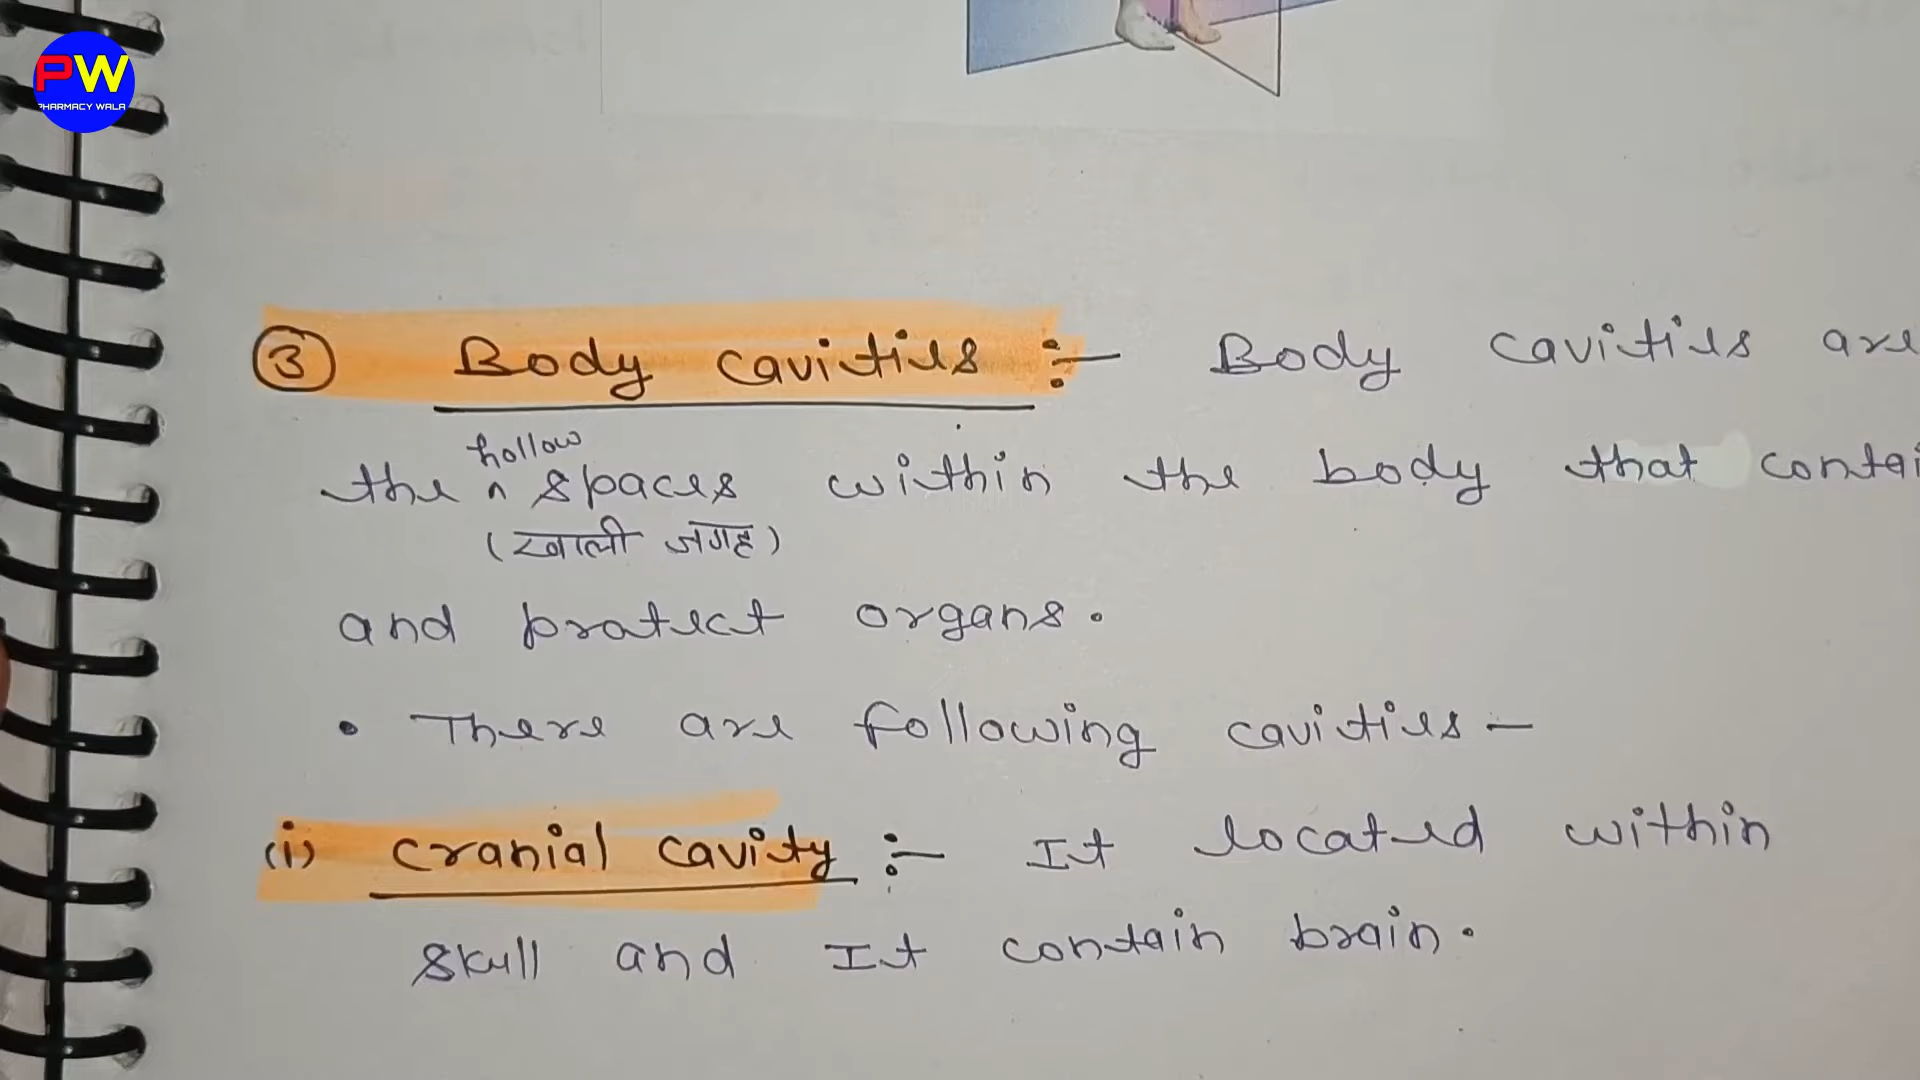 PW
PHARMACY WALA
③ Body cavities :- Body cavities are
hollow
the ^ spaces within the body that contai
(खाली जगह)
and protect organs.
• There are following cavities -
(i) cranial cavity :- It located within
skull and It contain brain.